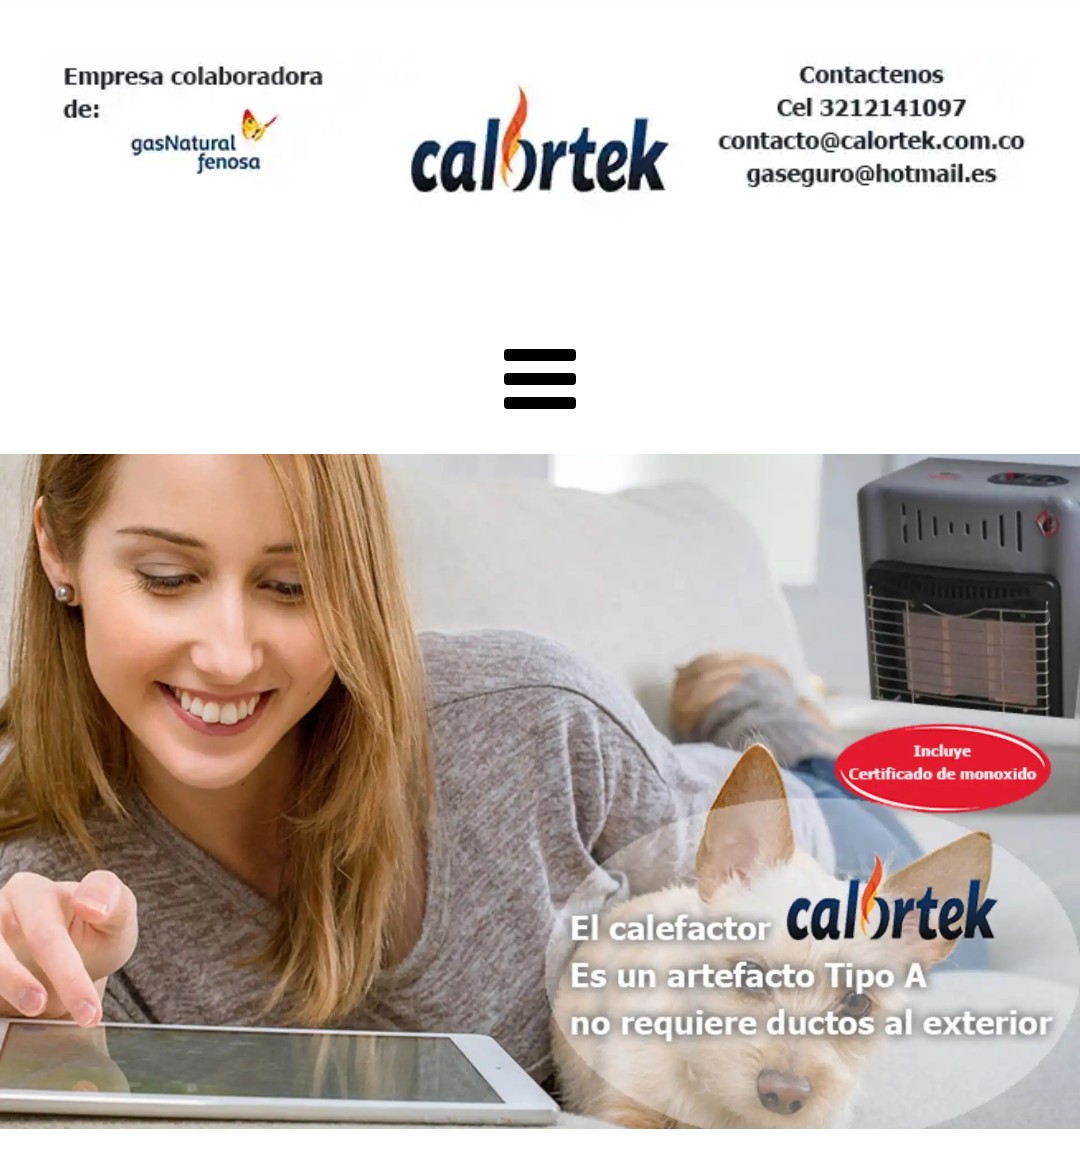 Empresa colaboradora
de:
gasNatural
fenosa
calortek
Contactenos
Cel 3212141097
contacto@calortek.com.co
gaseguro@hotmail.es
Incluye
Certificado de monoxido
El calefactor calortek
Es un artefacto Tipo A
no requiere ductos al exterior